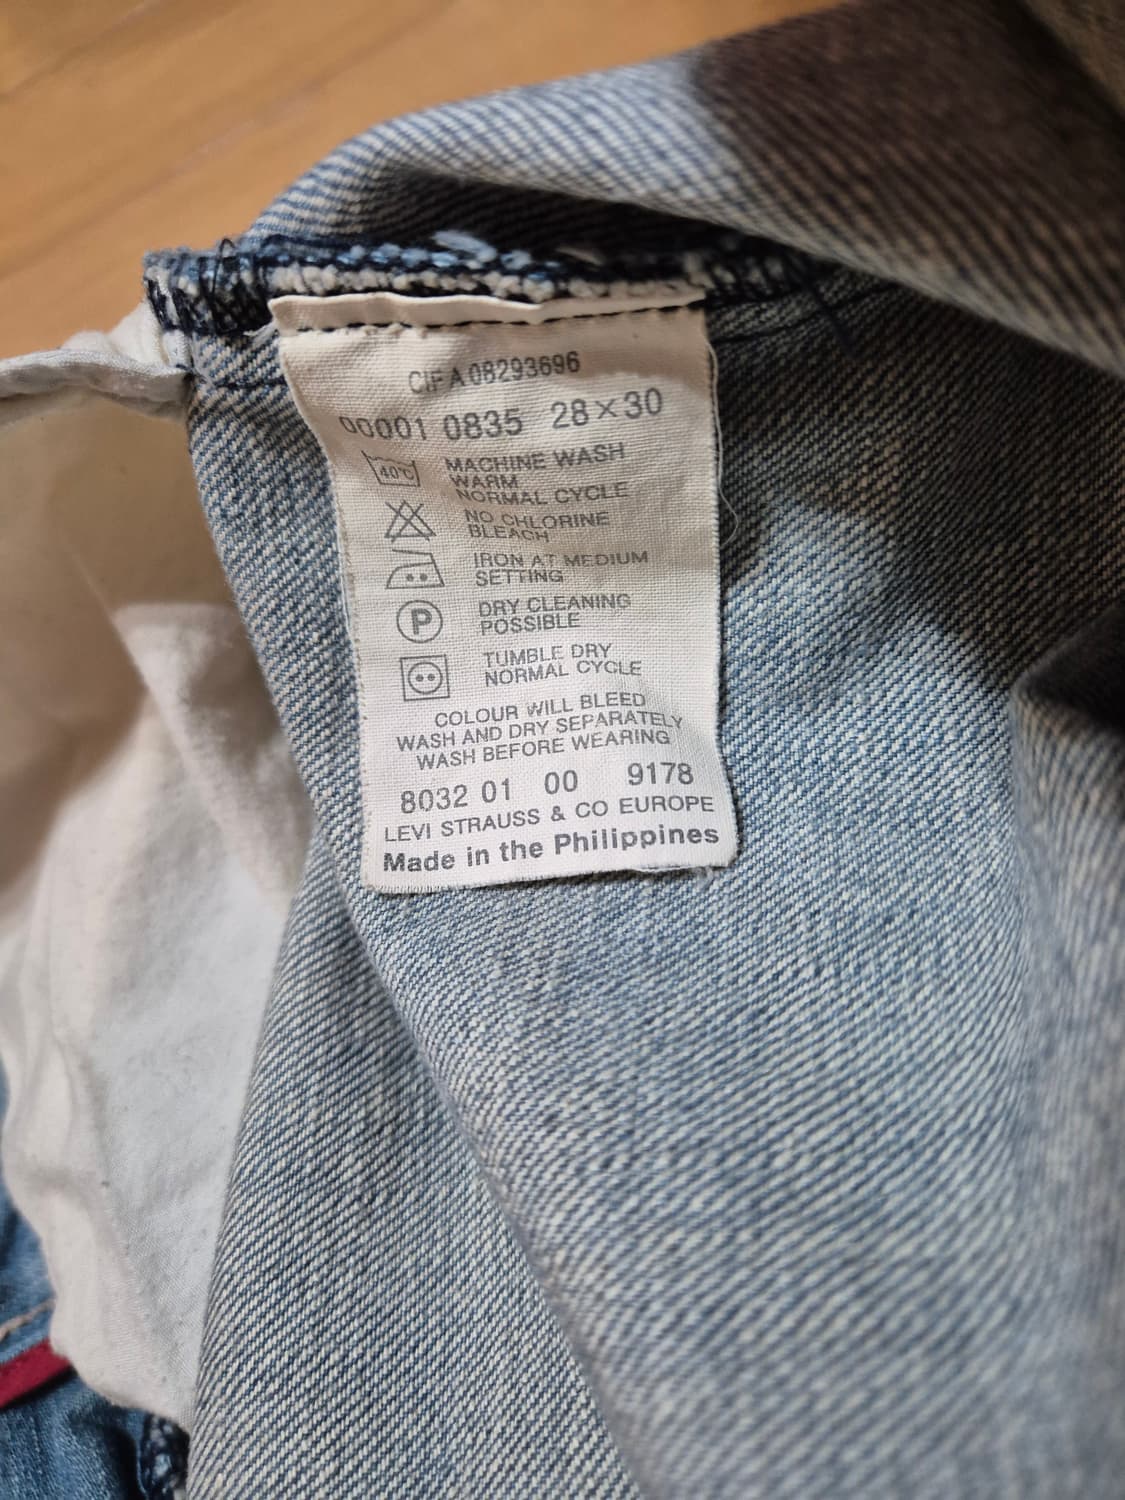 CIF A08293696
00001 0835 28×30
40°C
MACHINE WASH
WARM
NORMAL CYCLE
NO CHLORINE
BLEACH
IRON AT MEDIUM
SETTING
P
DRY CLEANING
POSSIBLE
TUMBLE DRY
NORMAL CYCLE
COLOUR WILL BLEED
WASH AND DRY SEPARATELY
WASH BEFORE WEARING
8032 01 00 9178
LEVI STRAUSS & CO EUROPE
Made in the Philippines